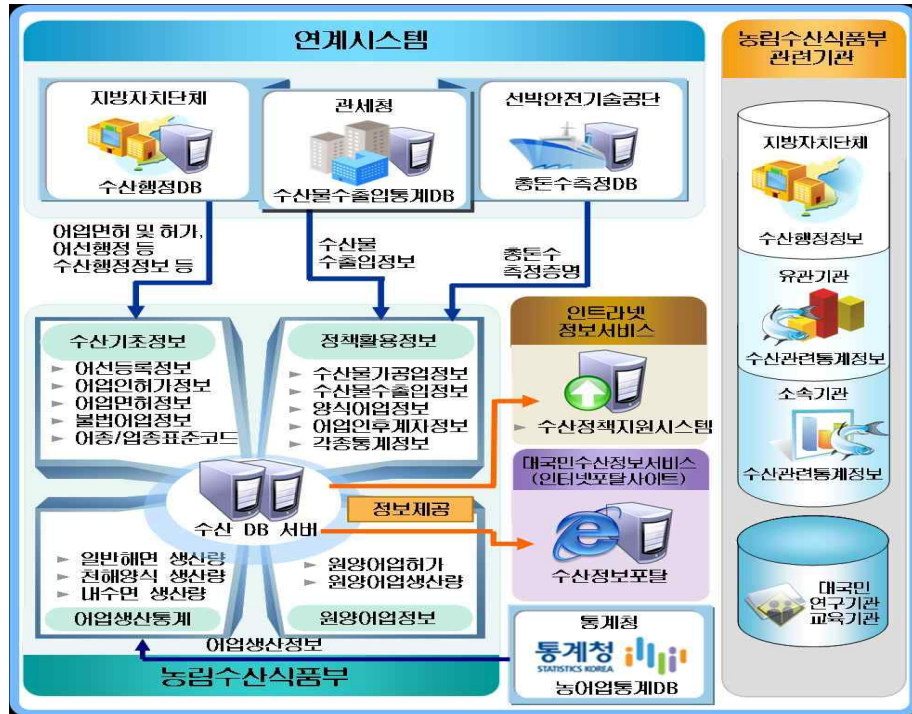 연계시스템
지방자치단체
수산행정DB
관세청
수산물수출입통계DB
선박안전기술공단
총톤수측정DB
어업면허 및 허가,
어선행정 등
수산행정정보 등
수산물
수출입정보
총톤수
측정증명
수산기초정보
► 어선등록정보
► 어업인허가정보
► 어업면허정보
► 불법어업정보
► 어종/업종표준코드
정책활용정보
► 수산물가공업정보
► 수산물수출입정보
► 양식어업정보
► 어업인후계자정보
► 각종통계정보
수산 DB 서버
정보제공
► 일반해면 생산량
► 천해양식 생산량
► 내수면 생산량
어업생산통계
► 원양어업허가
► 원양어업생산량
원양어업정보
어업생산정보
농림수산식품부
인트라넷
정보서비스
► 수산정책지원시스템
대국민수산정보서비스
(인터넷포탈사이트)
수산정보포탈
통계청
통계청
STATISTICS KOREA
농어업통계DB
농림수산식품부
관련기관
지방자치단체
수산행정정보
유관기관
수산관련통계정보
소속기관
수산관련통계정보
대국민
연구기관
교육기관